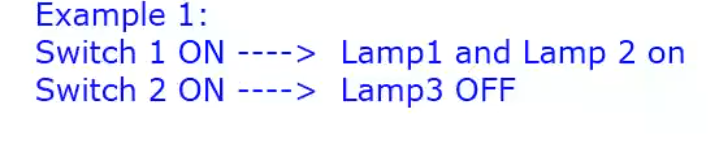 Example 1:
Switch 1 ON ----> Lamp1 and Lamp 2 on
Switch 2 ON ----> Lamp3 OFF